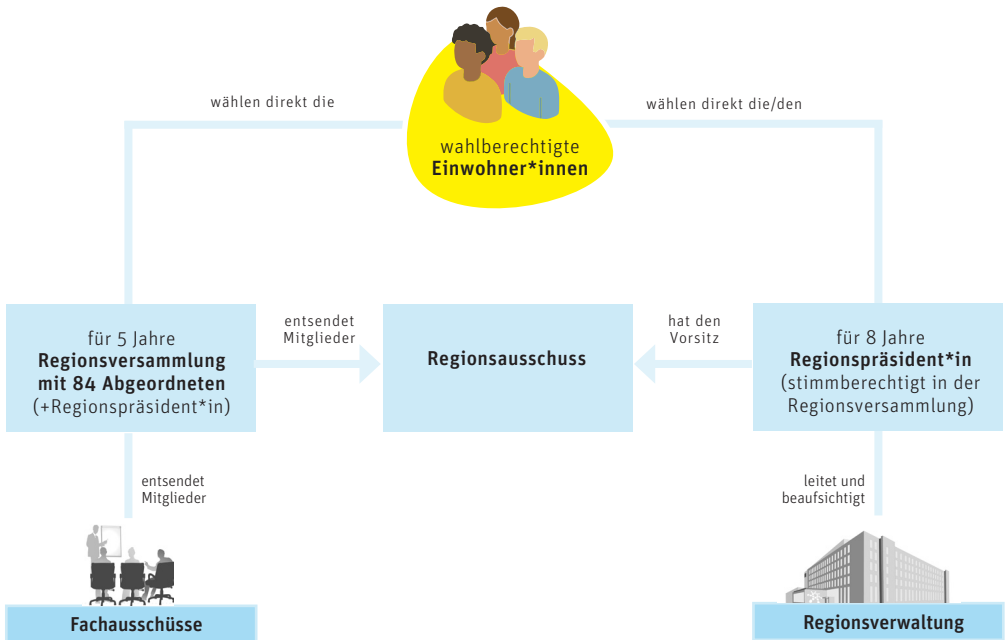 wählen direkt die
wählen direkt die/den
wahlberechtigte
Einwohner*innen
für 5 Jahre
Regionsversammlung
mit 84 Abgeordneten
(+Regionspräsident*in)
entsendet
Mitglieder
Regionsausschuss
hat den
Vorsitz
für 8 Jahre
Regionspräsident*in
(stimmberechtigt in der
Regionsversammlung)
entsendet
Mitglieder
leitet und
beaufsichtigt
Fachausschüsse
Regionsverwaltung